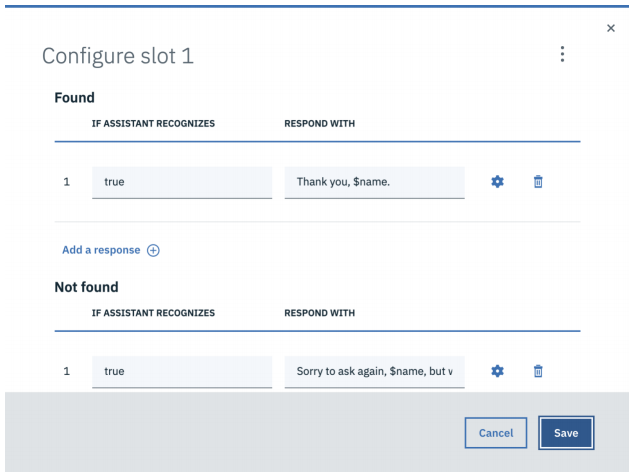 Configure slot 1
Found
IF ASSISTANT RECOGNIZES RESPOND WITH
1 true Thank you, $name.
Add a response
Not found
IF ASSISTANT RECOGNIZES RESPOND WITH
1 true Sorry to ask again, $name, but
Cancel Save